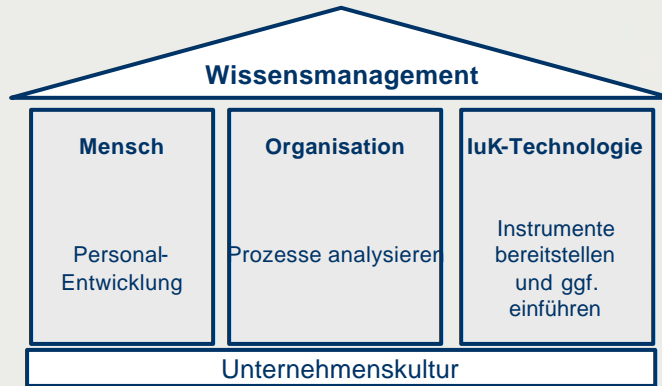 Wissensmanagement
Mensch
Personal-
Entwicklung
Organisation
Prozesse analysieren
IuK-Technologie
Instrumente
bereitstellen
und ggf.
einführen
Unternehmenskultur